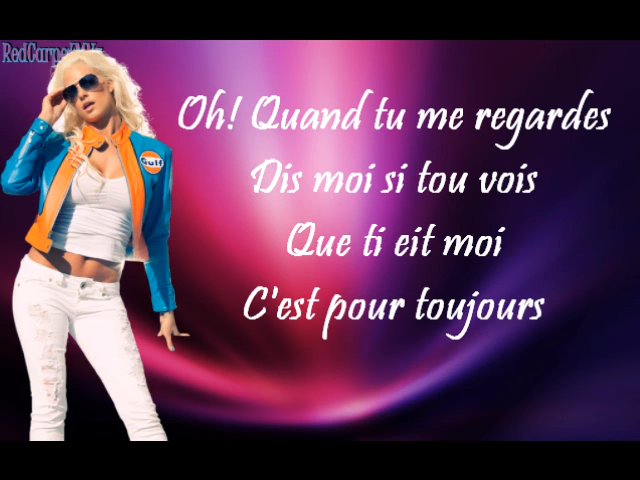 Gulf
Oh! Quand tu me regardes
Dis moi si tou vois
Que ti eit moi
C'est pour toujours